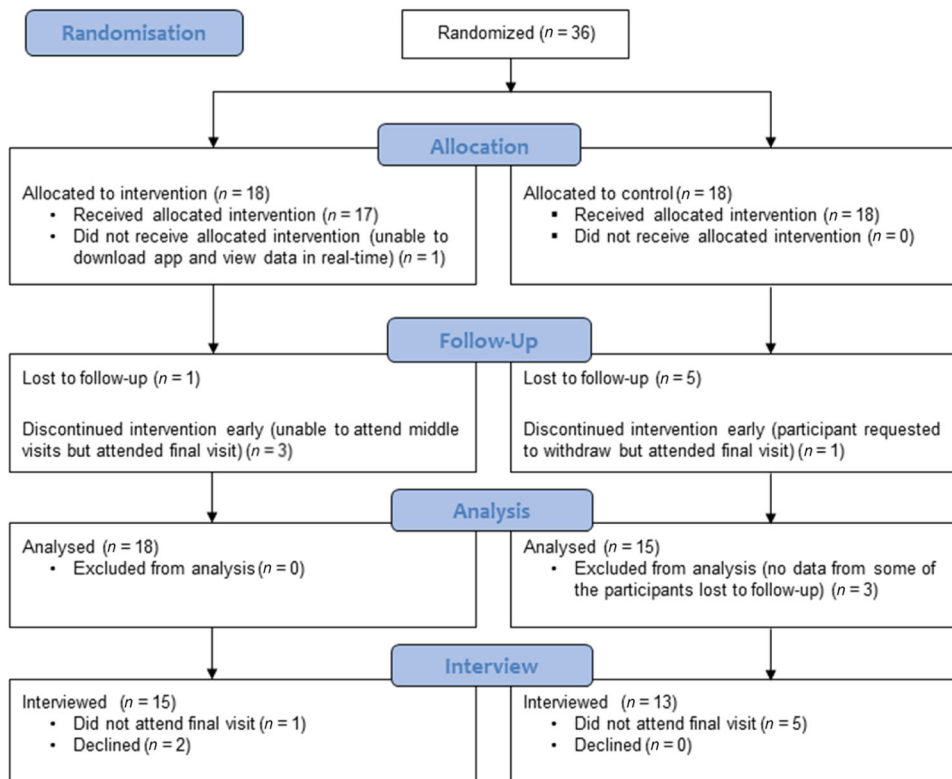 Randomisation
Randomized (n = 36)
Allocation
Allocated to intervention (n = 18)
• Received allocated intervention (n = 17)
• Did not receive allocated intervention (unable to
download app and view data in real-time) (n = 1)
Allocated to control (n = 18)
▪ Received allocated intervention (n = 18)
▪ Did not receive allocated intervention (n = 0)
Follow-Up
Lost to follow-up (n = 1)
Discontinued intervention early (unable to attend middle
visits but attended final visit) (n = 3)
Lost to follow-up (n = 5)
Discontinued intervention early (participant requested
to withdraw but attended final visit) (n = 1)
Analysis
Analysed (n = 18)
• Excluded from analysis (n = 0)
Analysed (n = 15)
• Excluded from analysis (no data from some of
the participants lost to follow-up) (n = 3)
Interview
Interviewed (n = 15)
• Did not attend final visit (n = 1)
• Declined (n = 2)
Interviewed (n = 13)
• Did not attend final visit (n = 5)
• Declined (n = 0)